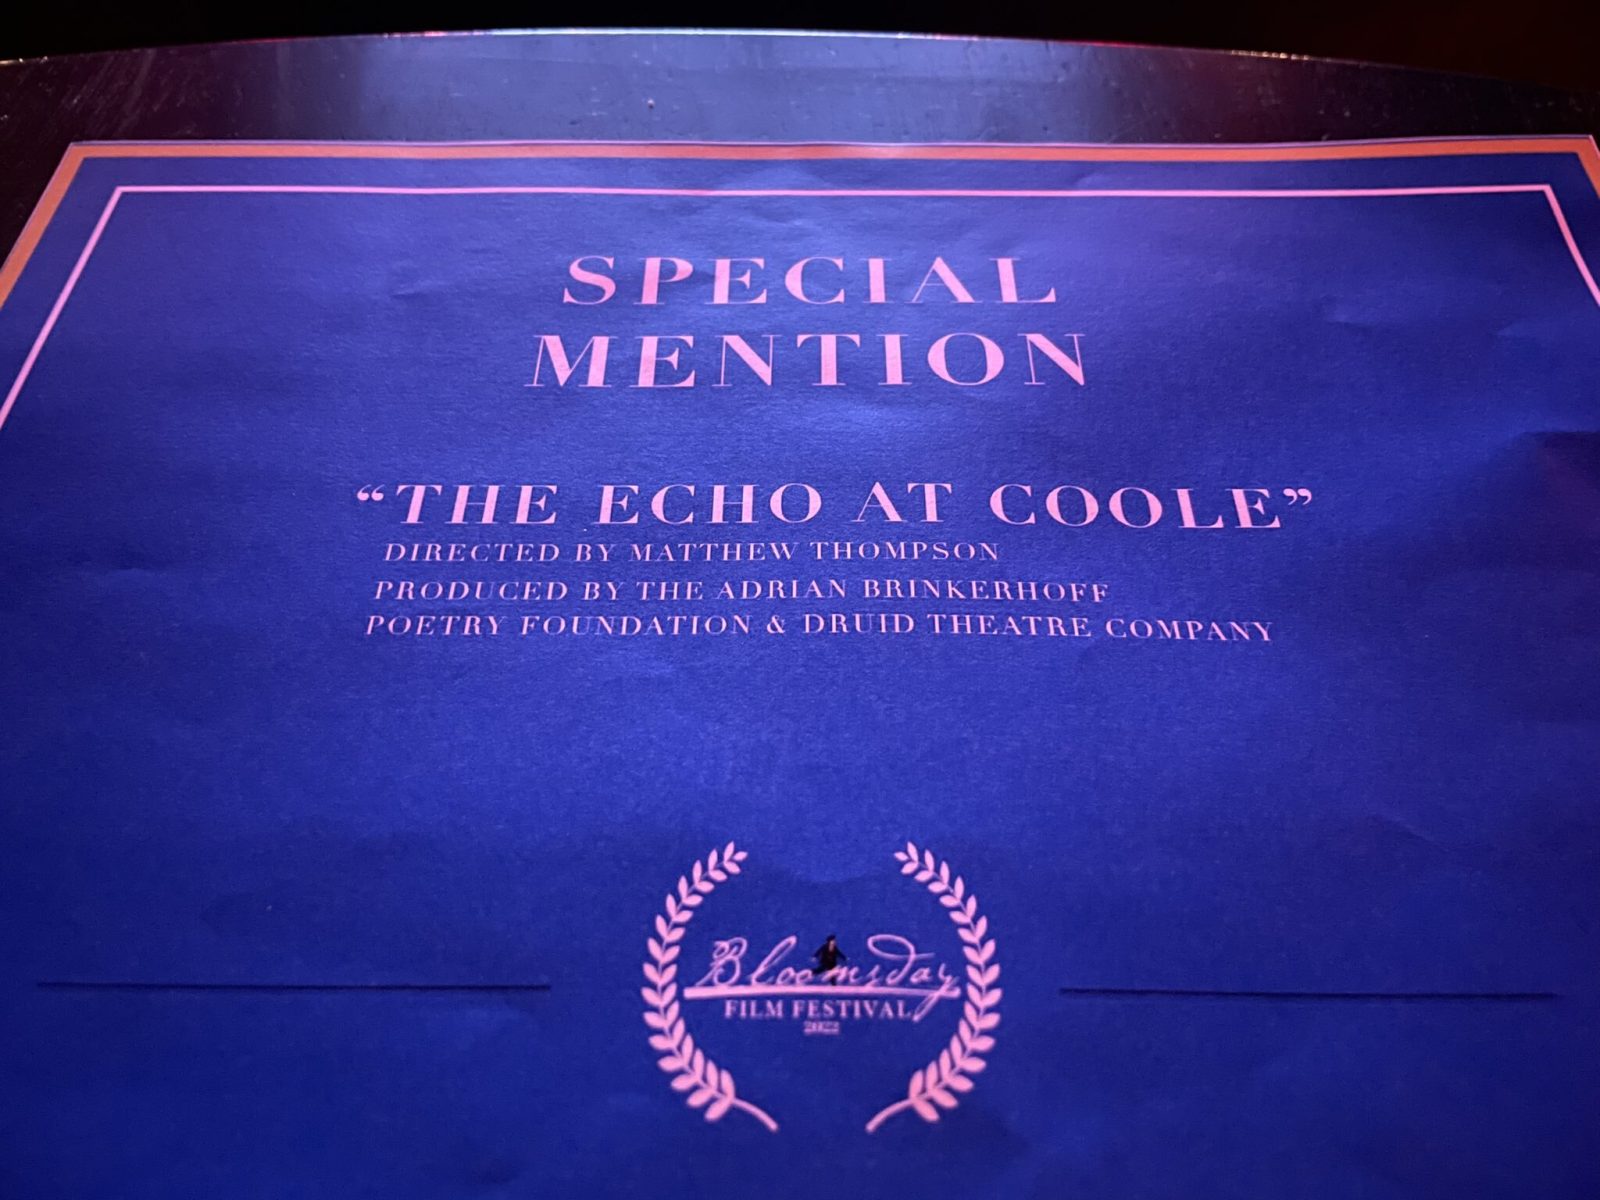 SPECIAL
MENTION
“THE ECHO AT COOLE”
DIRECTED BY MATTHEW THOMPSON
PRODUCED BY THE ADRIAN BRINKERHOFF
POETRY FOUNDATION & DRUID THEATRE COMPANY
Bloomsday
FILM FESTIVAL
2022